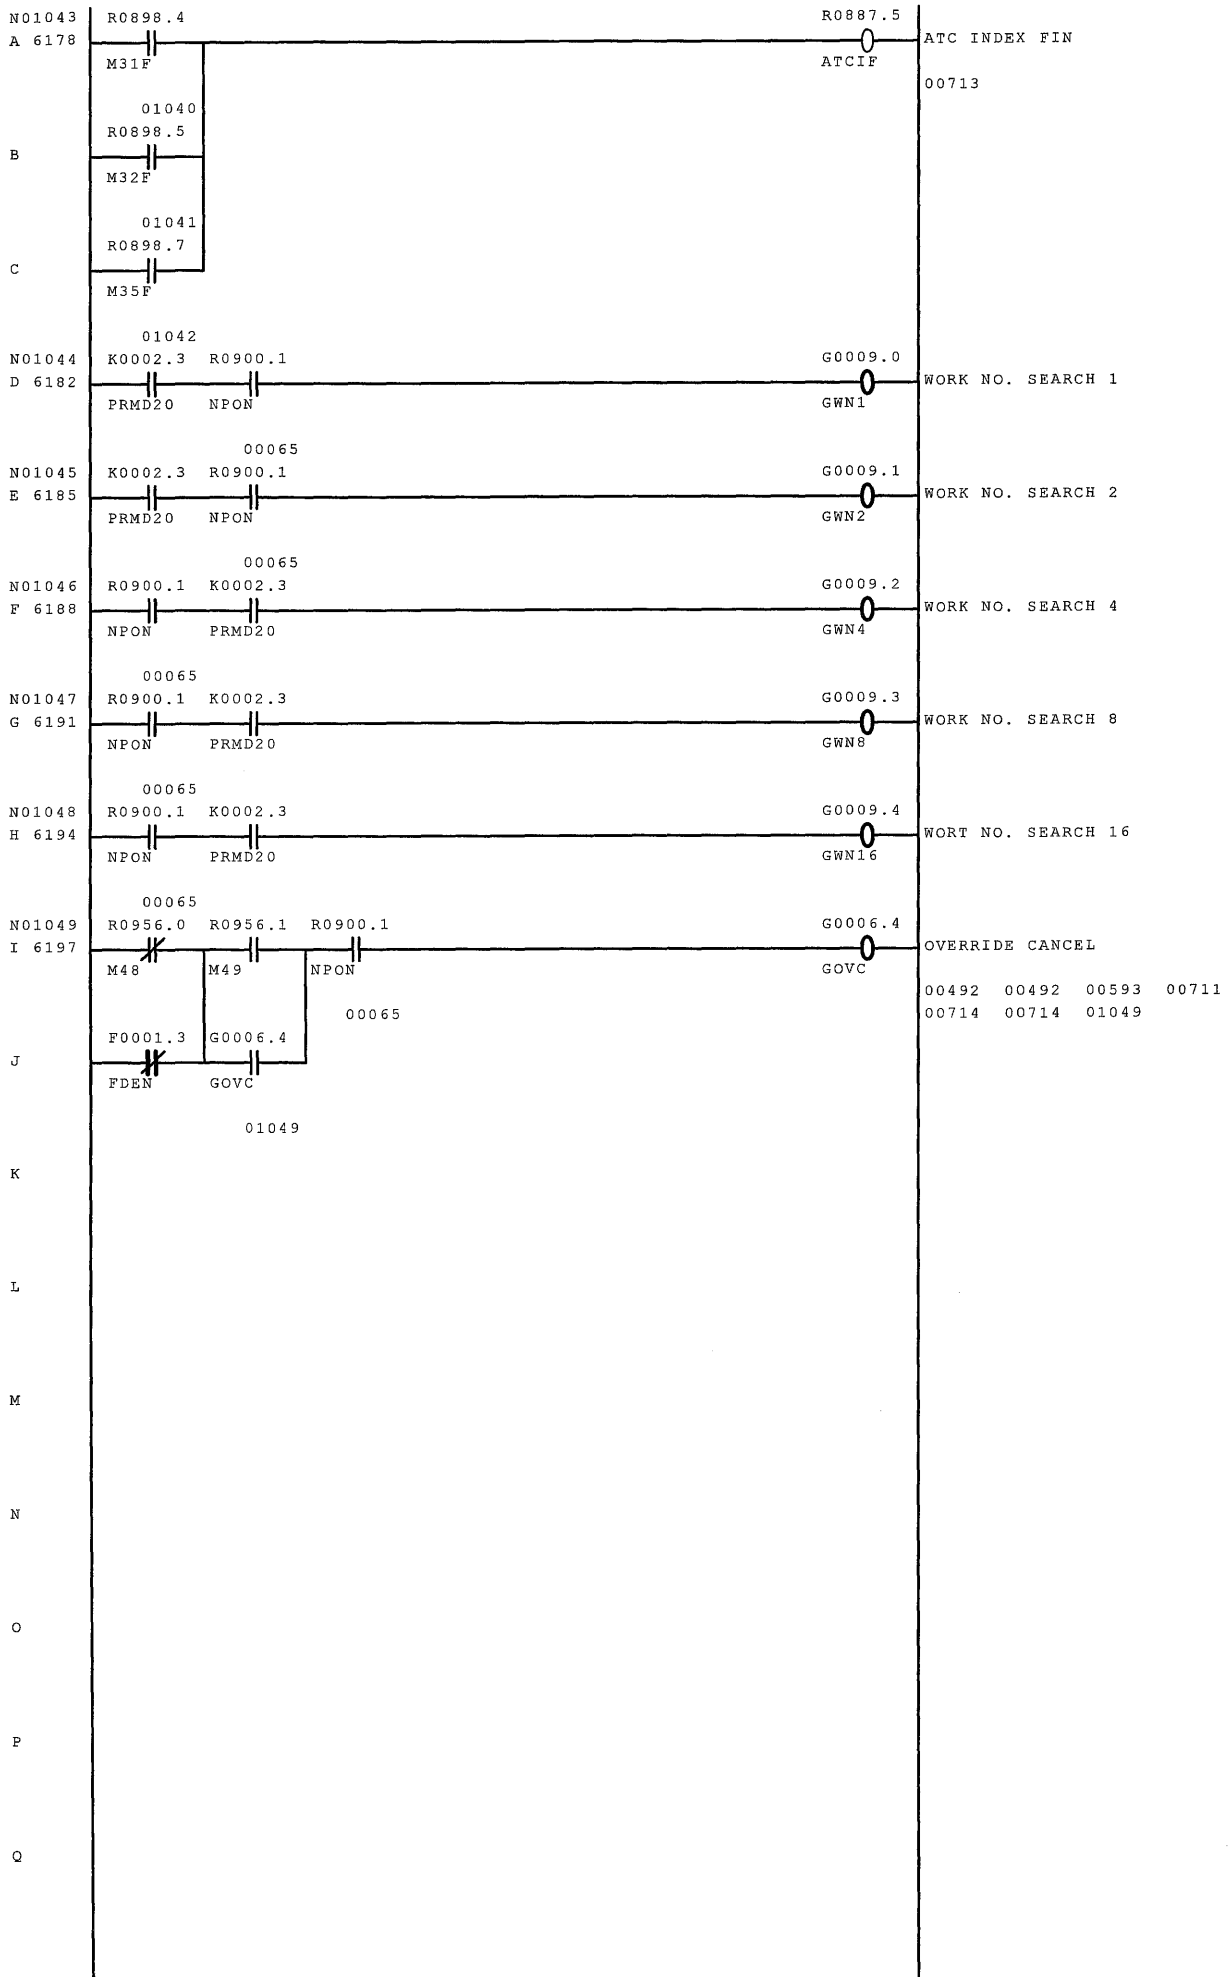 N01043 R0898.4 R0887.5
A 6178 ATC INDEX FIN
M31F ATCIF
00713
01040
R0898.5
B
M32F
01041
R0898.7
C
M35F
01042
N01044 K0002.3 R0900.1 G0009.0
D 6182 WORK NO. SEARCH 1
PRMD20 NPON GWN1
00065
N01045 K0002.3 R0900.1 G0009.1
E 6185 WORK NO. SEARCH 2
PRMD20 NPON GWN2
00065
N01046 R0900.1 K0002.3 G0009.2
F 6188 WORK NO. SEARCH 4
NPON PRMD20 GWN4
00065
N01047 R0900.1 K0002.3 G0009.3
G 6191 WORK NO. SEARCH 8
NPON PRMD20 GWN8
00065
N01048 R0900.1 K0002.3 G0009.4
H 6194 WORT NO. SEARCH 16
NPON PRMD20 GWN16
00065
N01049 R0956.0 R0956.1 R0900.1 G0006.4
I 6197 OVERRIDE CANCEL
M48 M49 NPON GOVC
00492 00492 00593 00711
00065 00714 00714 01049
F0001.3 G0006.4
J
FDEN GOVC
01049
K
L
M
N
O
P
Q